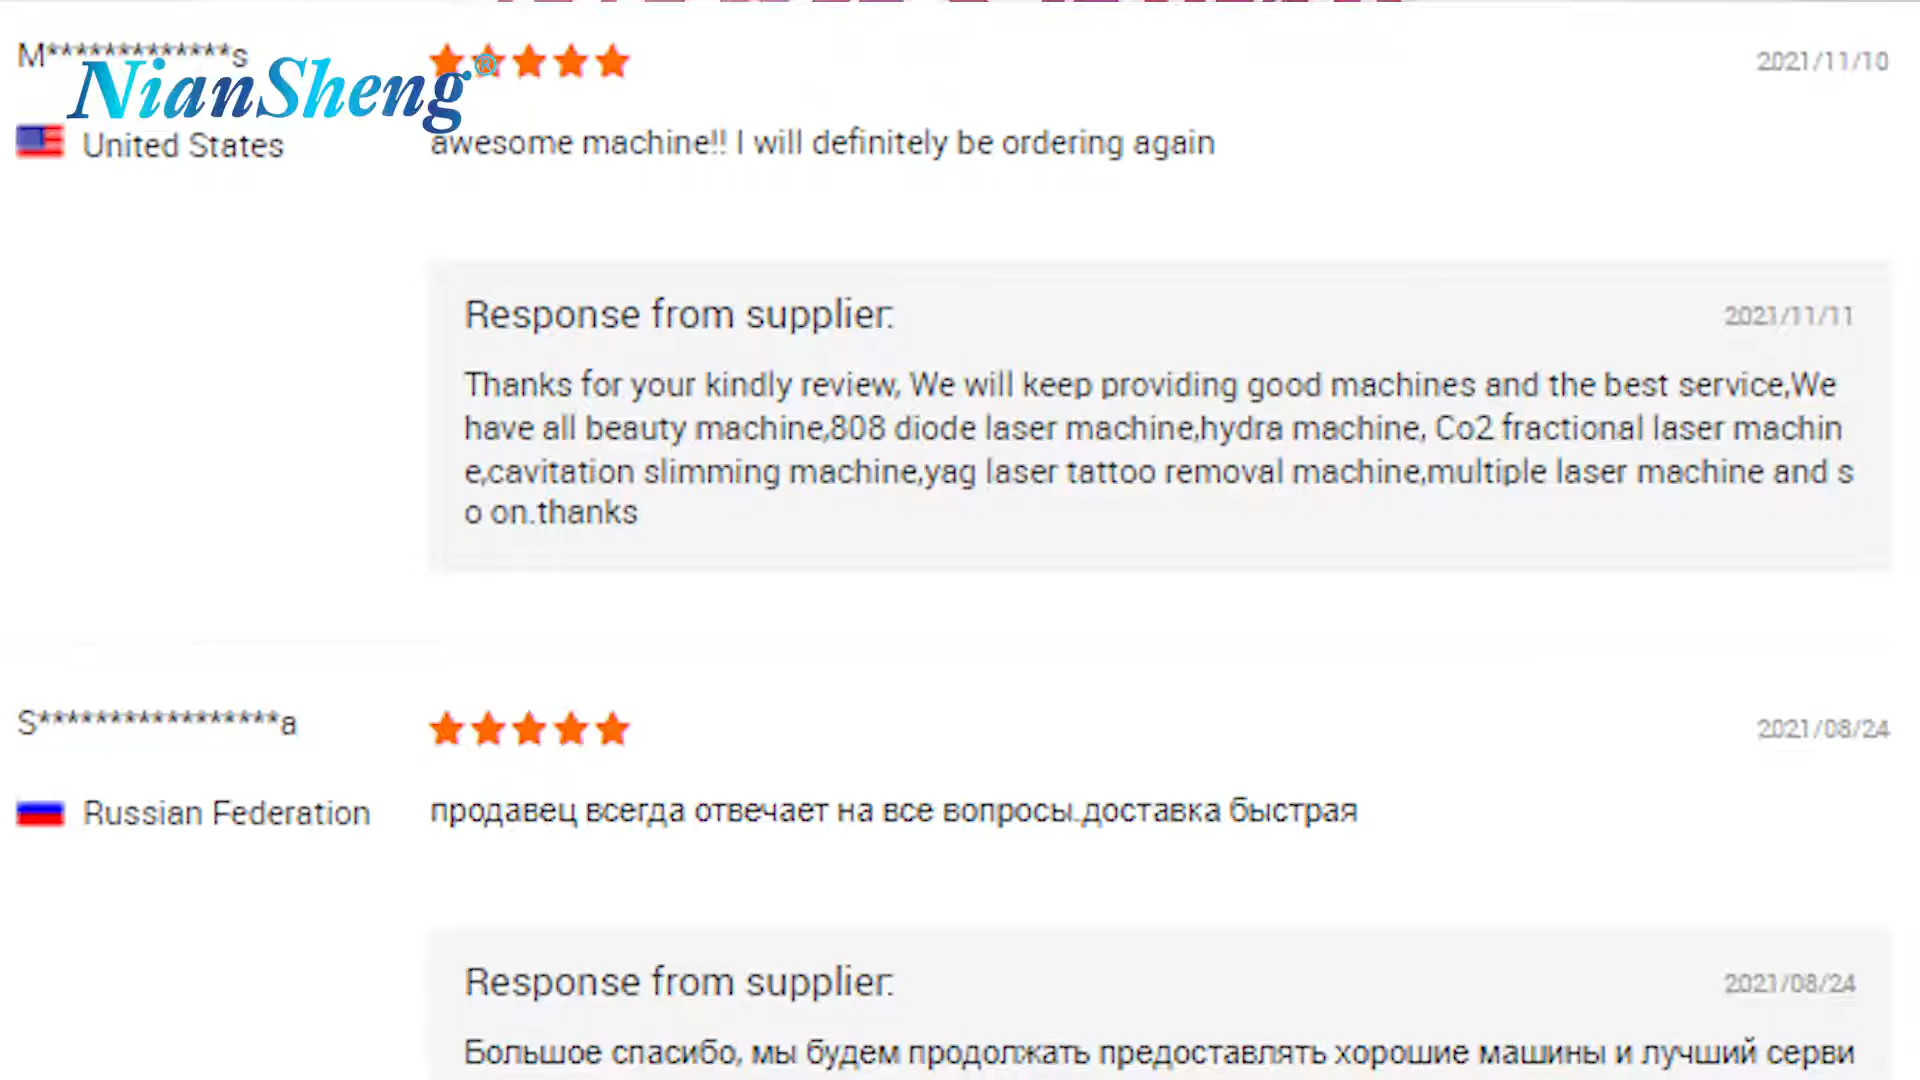 M*************s
2021/11/10
NianSheng®
United States
awesome machine!! I will definitely be ordering again
Response from supplier:
2021/11/11
Thanks for your kindly review, We will keep providing good machines and the best service,We
have all beauty machine,808 diode laser machine,hydra machine, Co2 fractional laser machin
e,cavitation slimming machine,yag laser tattoo removal machine,multiple laser machine and s
o on.thanks
S*****************a
2021/08/24
Russian Federation
продавец всегда отвечает на все вопросы.доставка быстрая
Response from supplier:
2021/08/24
Большое спасибо, мы будем продолжать предоставлять хорошие машины и лучший серви